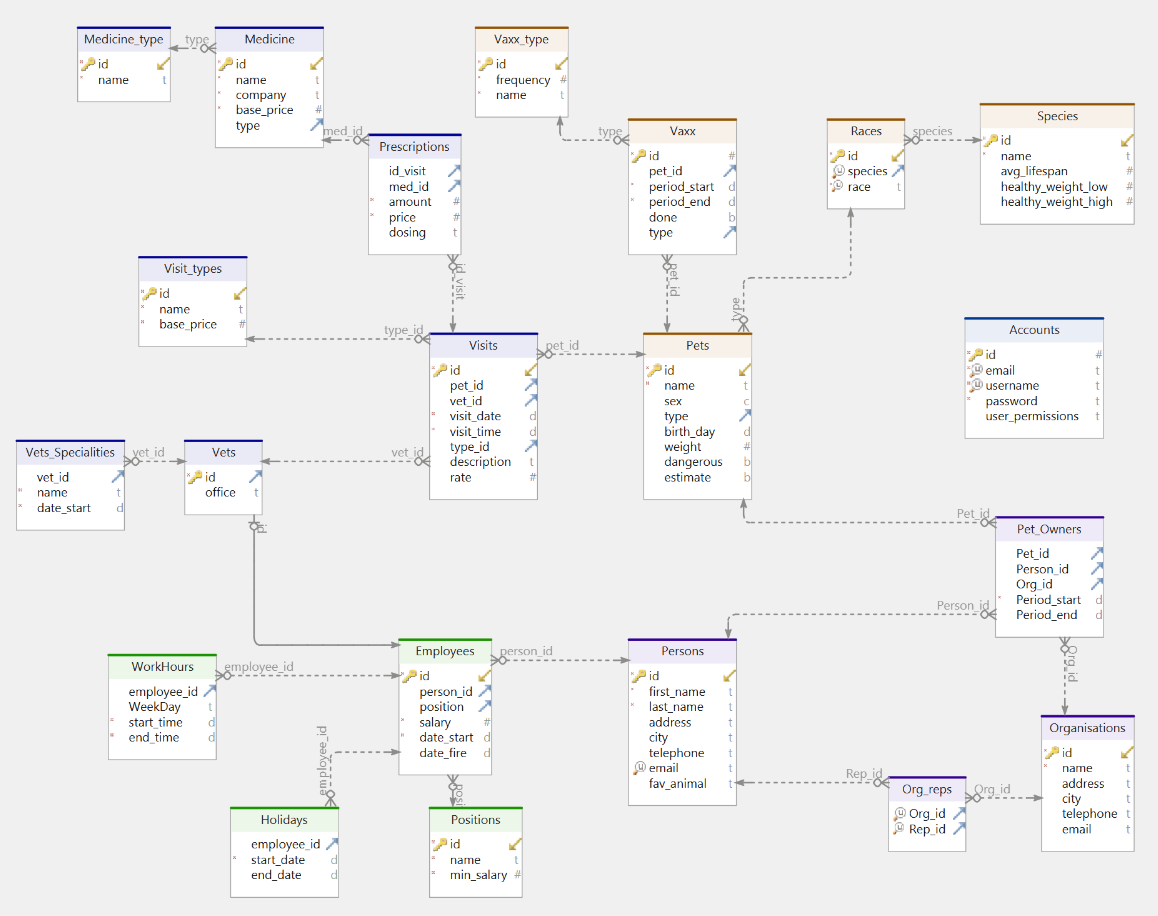 Medicine_type
id
name t
type
Medicine
id
name t
company t
base_price #
type
Vaxx_type
id
frequency #
name t
med_id
Prescriptions
id_visit
med_id
amount #
price #
dosing t
type
Vaxx
id #
pet_id
period_start d
period_end d
done b
type
Races
id
species
race t
species
Species
id
name t
avg_lifespan #
healthy_weight_low #
healthy_weight_high #
Visit_types
id
name t
base_price #
id_visit
Pet_id
type
type_id
Visits
id
pet_id
vet_id
visit_date d
visit_time d
type_id
description t
rate #
pet_id
Pets
id
name t
sex c
type
birth_day d
weight #
dangerous b
estimate b
Accounts
id #
email t
username t
password t
user_permissions t
Vets_Specialities
vet_id
name t
date_start d
vet_id
Vets
id
office t
vet_id
id
Pet_id
Pet_Owners
Pet_id
Person_id
Org_id
Period_start d
Period_end d
Person_id
Org_id
WorkHours
employee_id
WeekDay t
start_time d
end_time d
employee_id
Employees
id
person_id
position
salary #
date_start d
date_fire d
person_id
Persons
id
first_name t
last_name t
address t
city t
telephone t
email t
fav_animal t
Organisations
id
name t
address t
city t
telephone t
email t
employee_id
Holidays
employee_id
start_date d
end_date d
posi
Positions
id
name t
min_salary #
Rep_id
Org_reps
Org_id
Rep_id
Org_id